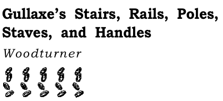 Gullaxe's Stairs, Rails, Poles,
Staves, and Handles
Woodturner